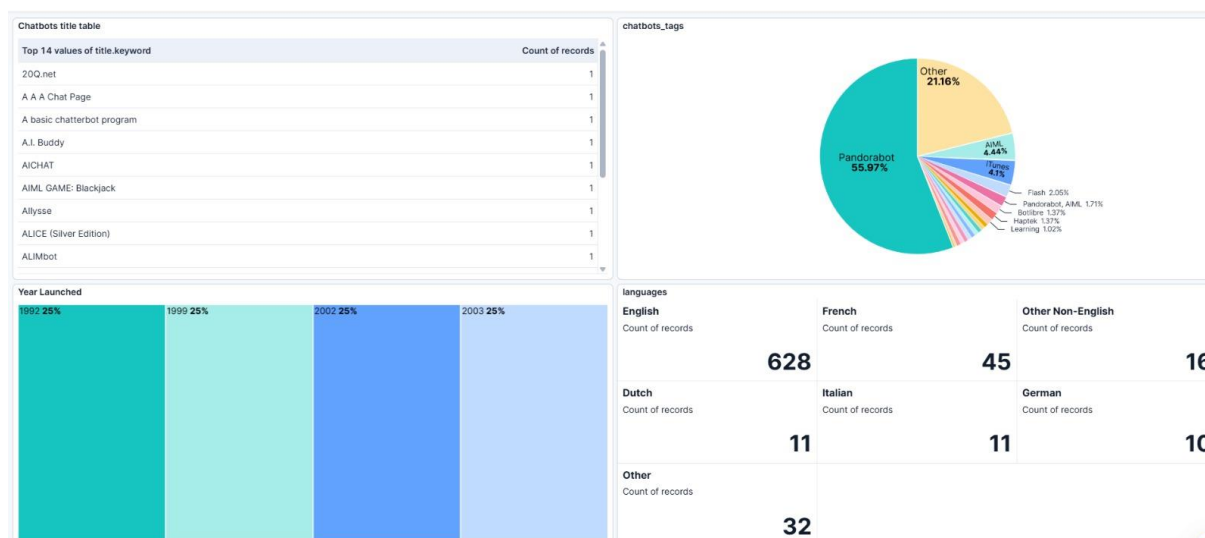 Chatbots title table
Top 14 values of title.keyword Count of records
20Q.net 1
A A A Chat Page 1
A basic chatterbot program 1
A.I. Buddy 1
AICHAT 1
AIML GAME: Blackjack 1
Allysse 1
ALICE (Silver Edition) 1
ALIMbot 1
chatbots_tags
Other
21.16%
AIML
4.44%
iTunes
4.1%
Pandorabot
55.97%
Flash 2.05%
Pandorabot, AIML 1.71%
Botlibre 1.37%
Haptek 1.37%
Learning 1.02%
Year Launched
1992 25% 1999 25% 2002 25% 2003 25%
languages
English French Other Non-English
Count of records Count of records Count of records
628 45 16
Dutch Italian German
Count of records Count of records Count of records
11 11 10
Other
Count of records
32